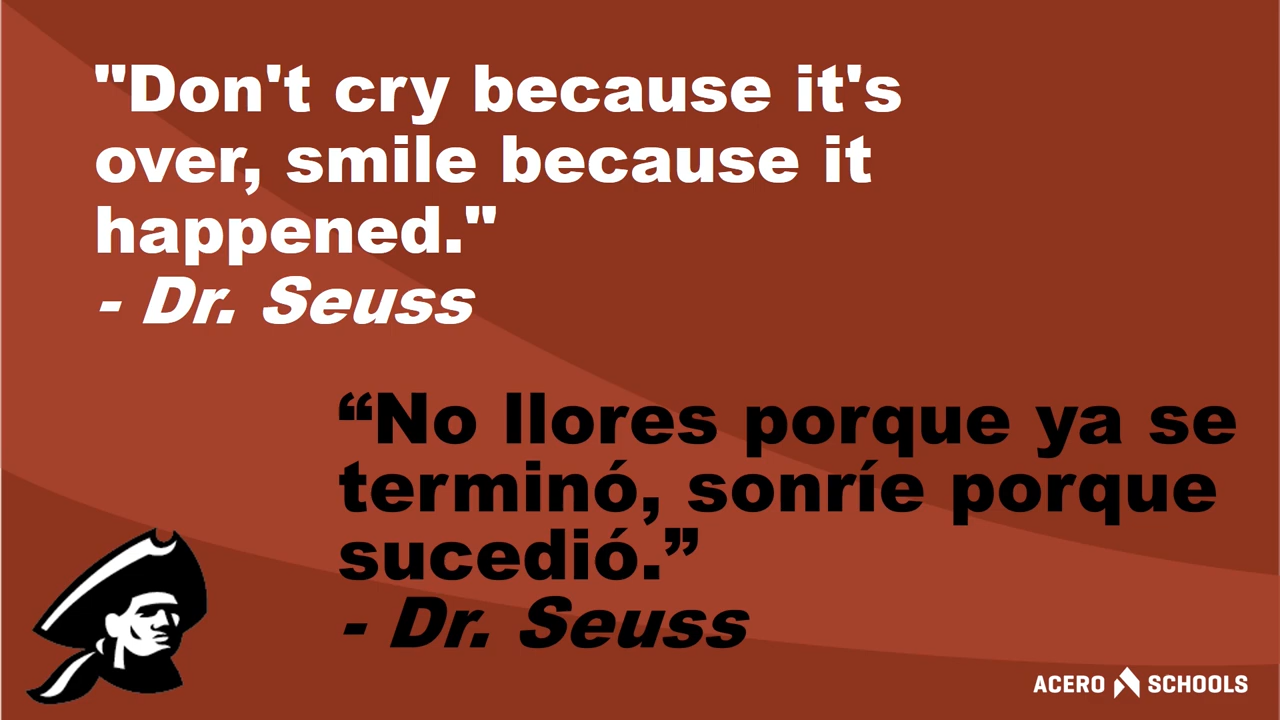 "Don't cry because it's
over, smile because it
happened."
- Dr. Seuss
“No llores porque ya se
terminó, sonríe porque
sucedió.”
- Dr. Seuss
ACERO SCHOOLS